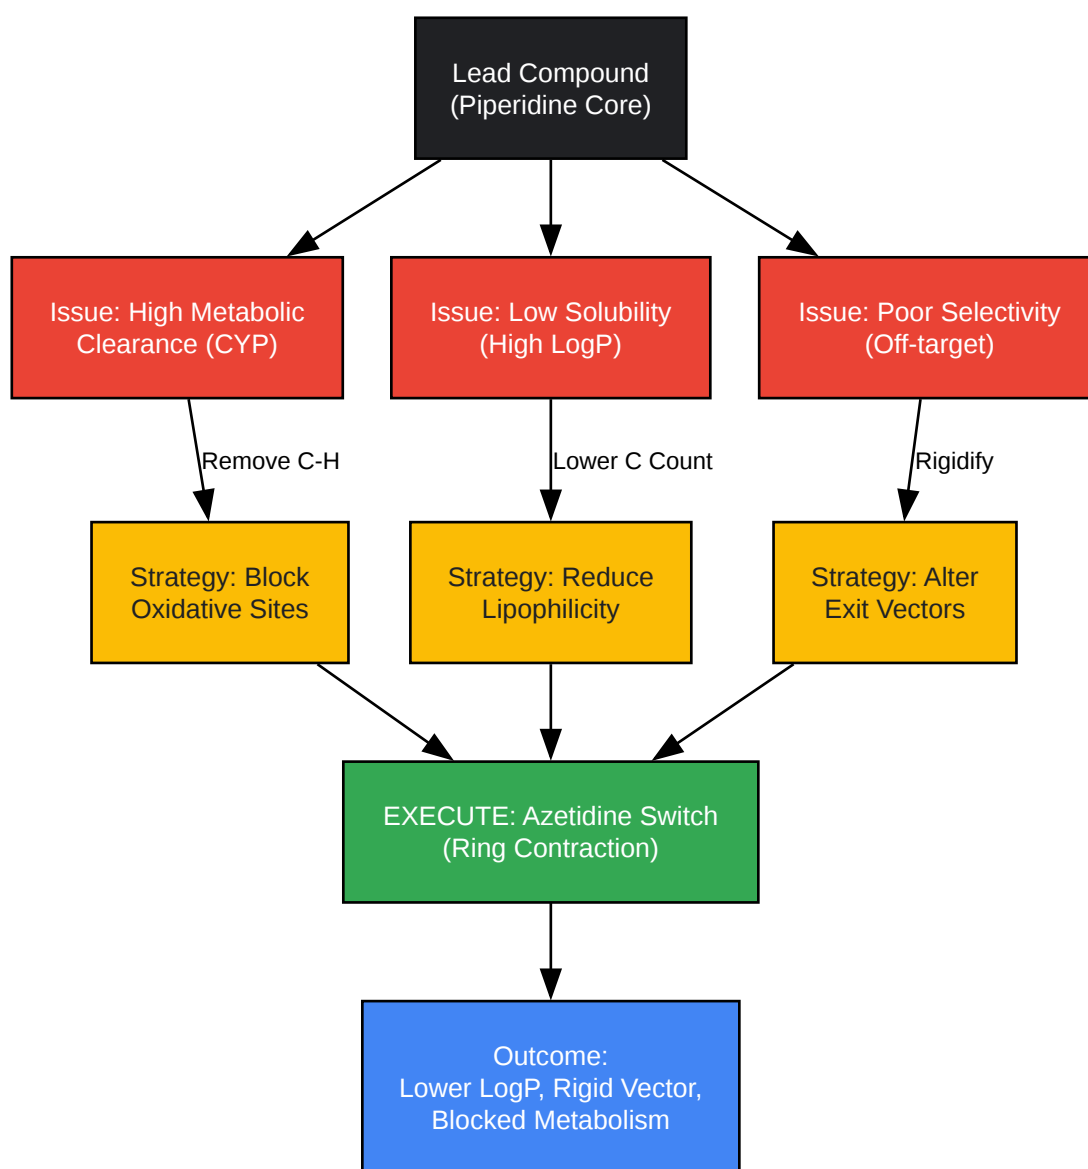 Lead Compound
(Piperidine Core)
Issue: High Metabolic
Clearance (CYP)
Issue: Low Solubility
(High LogP)
Issue: Poor Selectivity
(Off-target)
Remove C-H
Lower C Count
Rigidify
Strategy: Block
Oxidative Sites
Strategy: Reduce
Lipophilicity
Strategy: Alter
Exit Vectors
EXECUTE: Azetidine Switch
(Ring Contraction)
Outcome:
Lower LogP, Rigid Vector,
Blocked Metabolism